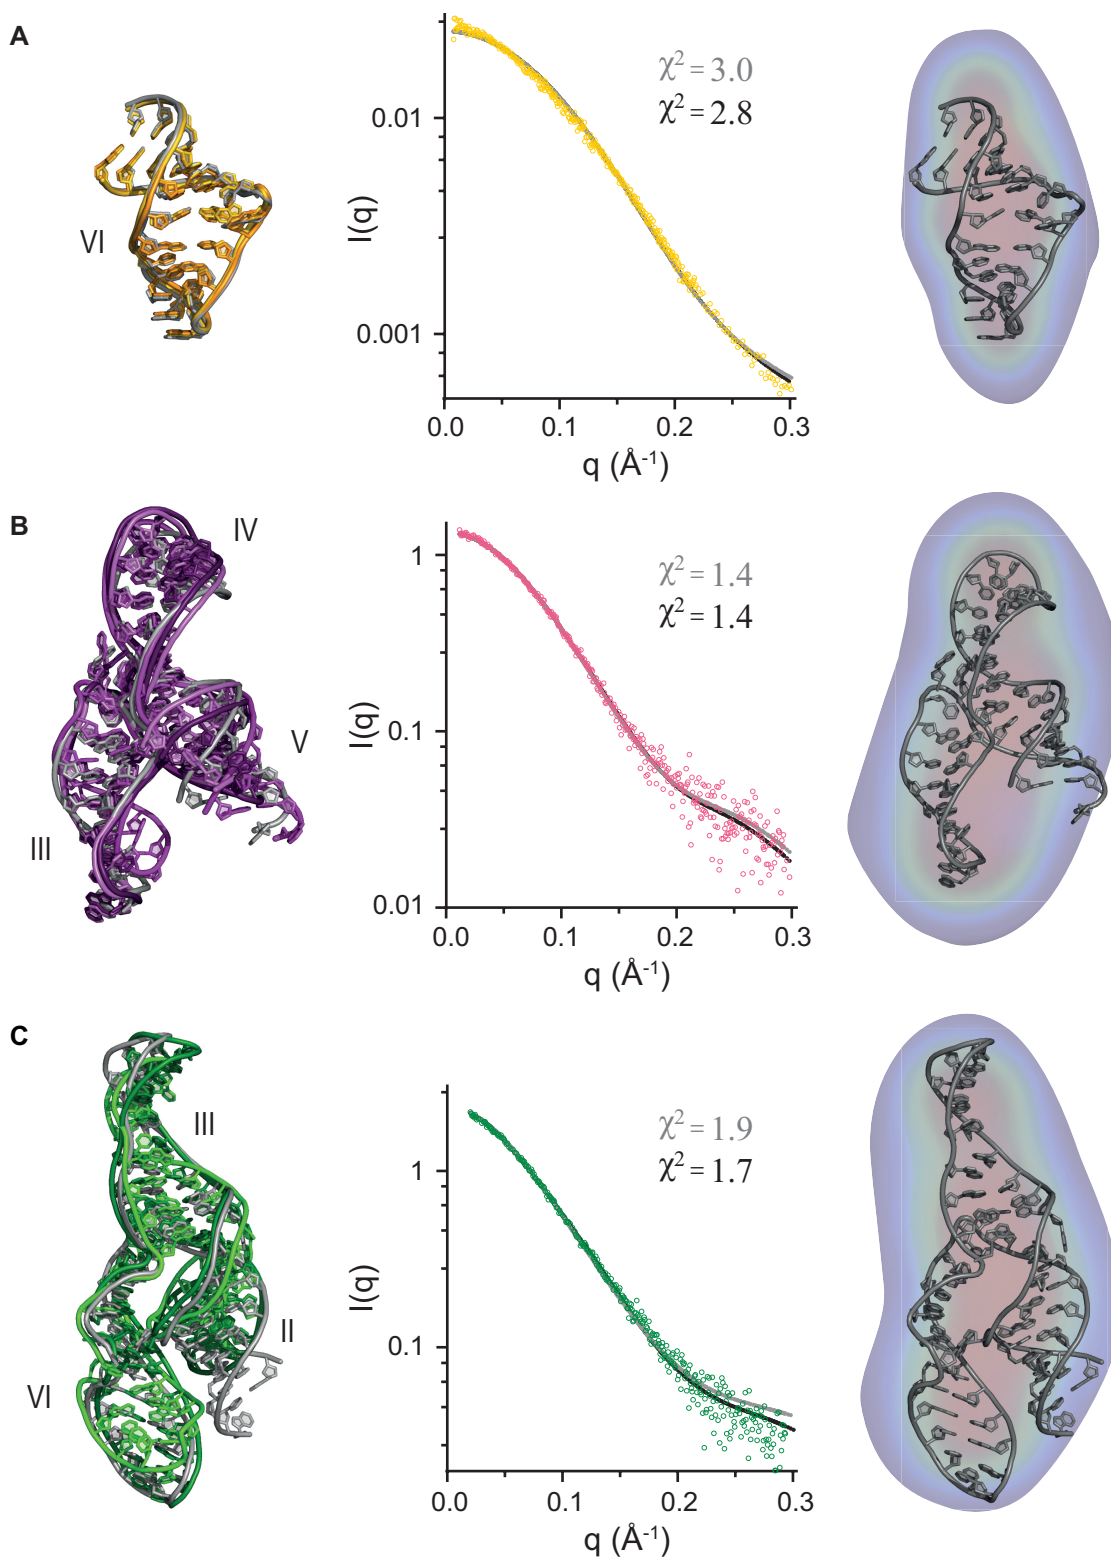 A
VI
I(q)
0.01
0.001
χ² = 3.0
χ² = 2.8
0.0 0.1 0.2 0.3
q (Å⁻¹)
B
IV
V
III
I(q)
1
0.1
0.01
χ² = 1.4
χ² = 1.4
0.0 0.1 0.2 0.3
q (Å⁻¹)
C
III
II
VI
I(q)
1
0.1
χ² = 1.9
χ² = 1.7
0.0 0.1 0.2 0.3
q (Å⁻¹)